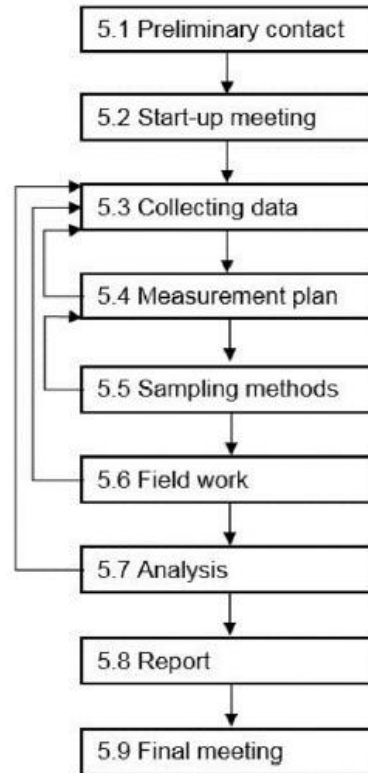 5.1 Preliminary contact
5.2 Start-up meeting
5.3 Collecting data
5.4 Measurement plan
5.5 Sampling methods
5.6 Field work
5.7 Analysis
5.8 Report
5.9 Final meeting